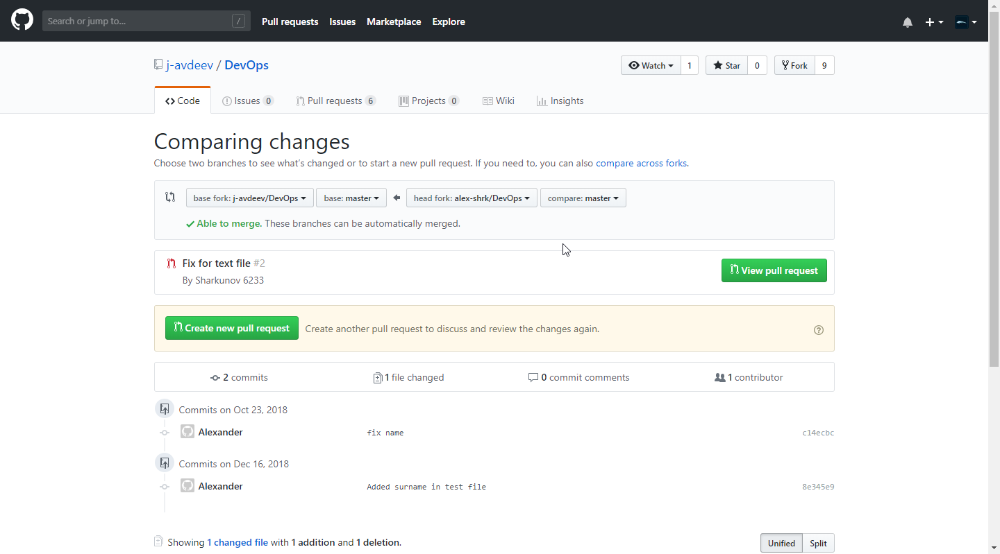 Search or jump to... /
Pull requests Issues Marketplace Explore
j-avdeev / DevOps
Watch 1 Star 0 Fork 9
Code Issues 0 Pull requests 6 Projects 0 Wiki Insights
Comparing changes
Choose two branches to see what's changed or to start a new pull request. If you need to, you can also compare across forks.
base fork: j-avdeev/DevOps base: master head fork: alex-shrk/DevOps compare: master
Able to merge. These branches can be automatically merged.
Fix for text file #2
By Sharkunov 6233
View pull request
Create new pull request Create another pull request to discuss and review the changes again.
2 commits 1 file changed 0 commit comments 1 contributor
Commits on Oct 23, 2018
Alexander fix name c14ecbc
Commits on Dec 16, 2018
Alexander Added surname in test file 8e345e9
Showing 1 changed file with 1 addition and 1 deletion.
Unified Split